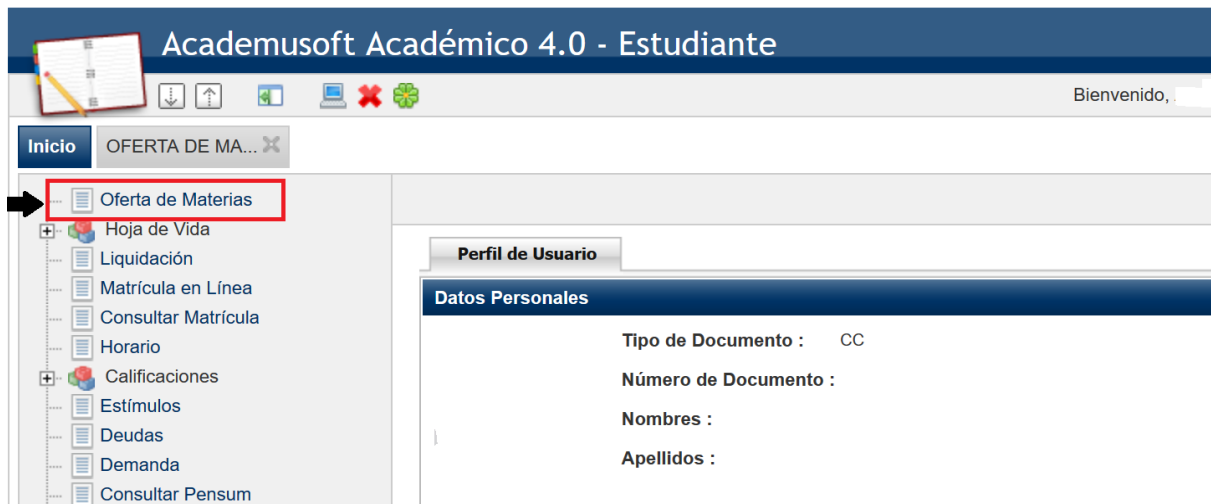 Academusoft Académico 4.0 - Estudiante
Bienvenido,
Inicio
OFERTA DE MA...
Oferta de Materias
Hoja de Vida
Liquidación
Matrícula en Línea
Consultar Matrícula
Horario
Calificaciones
Estímulos
Deudas
Demanda
Consultar Pensum
Perfil de Usuario
Datos Personales
Tipo de Documento : CC
Número de Documento :
Nombres :
Apellidos :